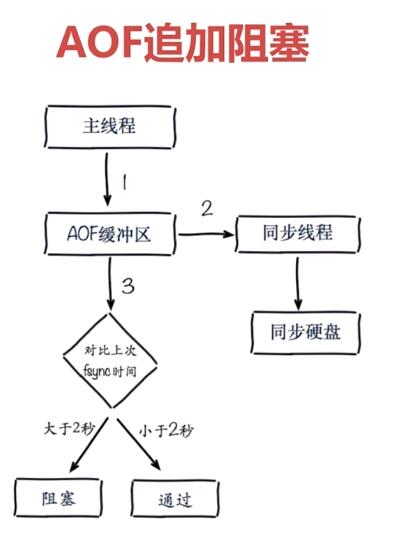 AOF追加阻塞
主线程
1
AOF缓冲区
2
同步线程
3
同步硬盘
对比上次
fsync时间
大于2秒
小于2秒
阻塞
通过